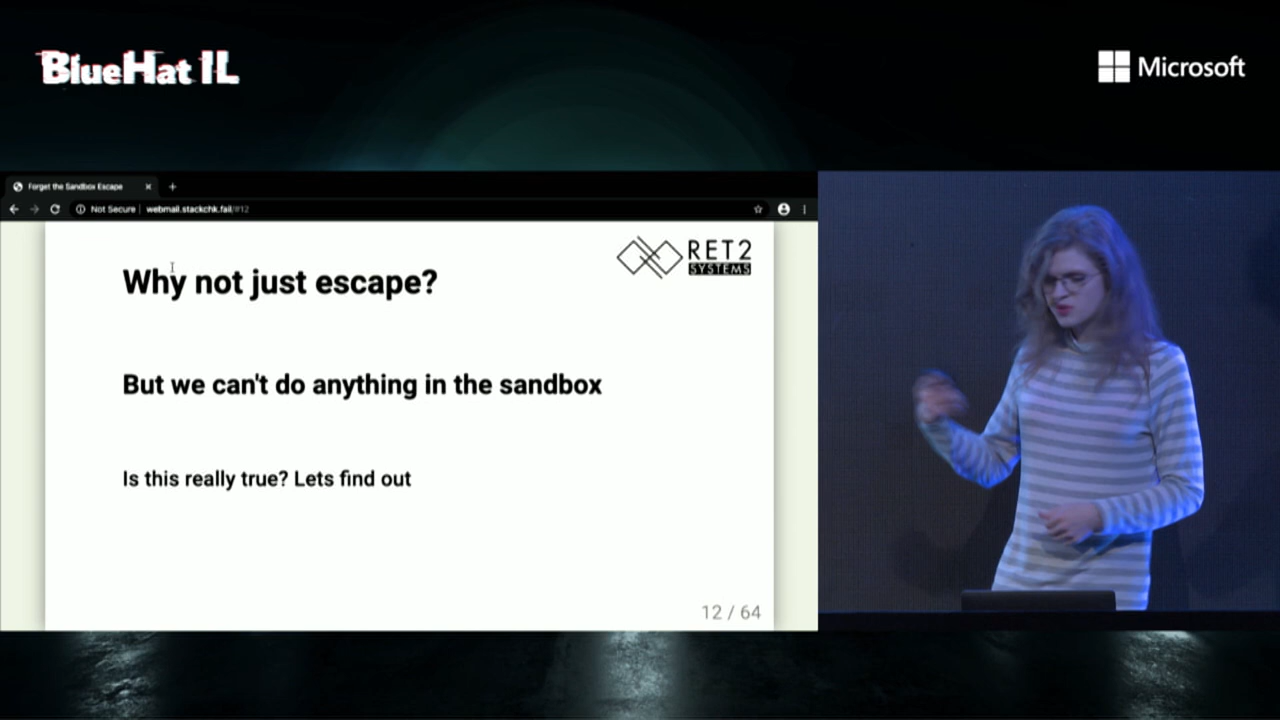 BlueHat IL
Microsoft
Forget the Sandbox Escape
Not Secure | webmail.stackchk.fail/#12
RET2
SYSTEMS
Why not just escape?
But we can't do anything in the sandbox
Is this really true? Lets find out
12 / 64